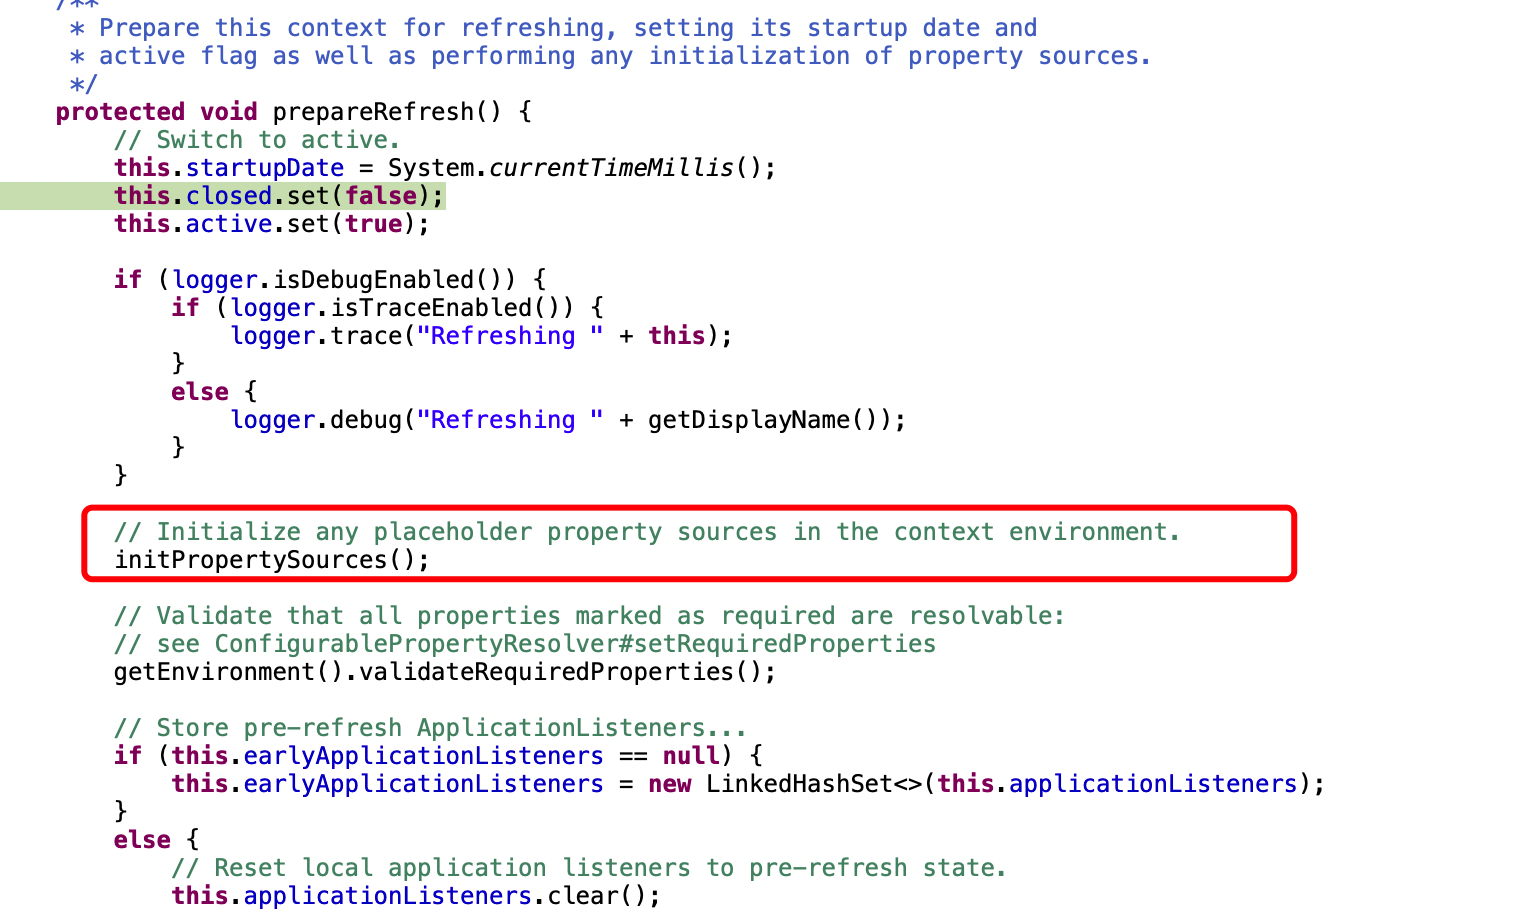 /**
 * Prepare this context for refreshing, setting its startup date and
 * active flag as well as performing any initialization of property sources.
 */
protected void prepareRefresh() {
    // Switch to active.
    this.startupDate = System.currentTimeMillis();
    this.closed.set(false);
    this.active.set(true);

    if (logger.isDebugEnabled()) {
        if (logger.isTraceEnabled()) {
            logger.trace("Refreshing " + this);
        }
        else {
            logger.debug("Refreshing " + getDisplayName());
        }
    }

    // Initialize any placeholder property sources in the context environment.
    initPropertySources();

    // Validate that all properties marked as required are resolvable:
    // see ConfigurablePropertyResolver#setRequiredProperties
    getEnvironment().validateRequiredProperties();

    // Store pre-refresh ApplicationListeners...
    if (this.earlyApplicationListeners == null) {
        this.earlyApplicationListeners = new LinkedHashSet<>(this.applicationListeners);
    }
    else {
        // Reset local application listeners to pre-refresh state.
        this.applicationListeners.clear();